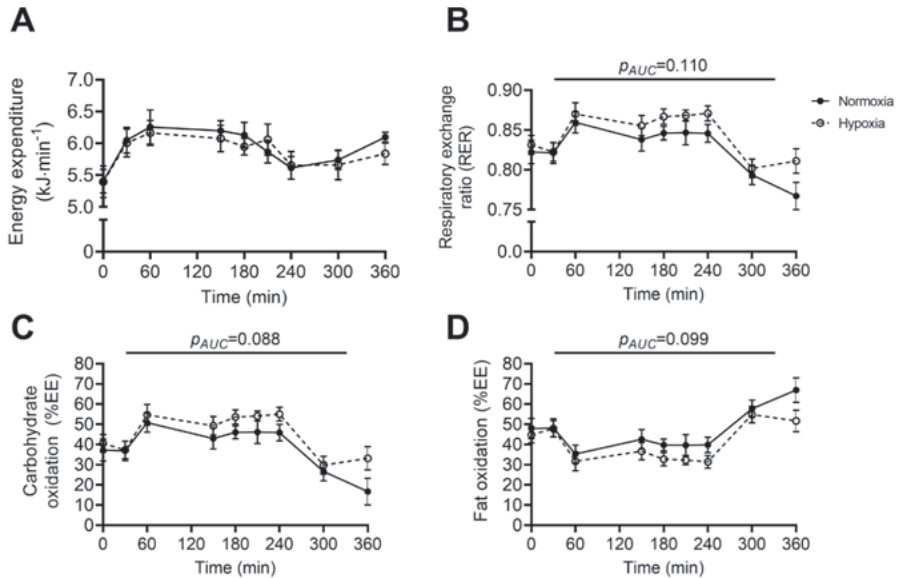 A
Energy expenditure
(kJ·min⁻¹)
7.0
6.5
6.0
5.5
5.0
0
0 60 120 180 240 300 360
Time (min)
B
pAUC=0.110
Respiratory exchange
ratio (RER)
0.90
0.85
0.80
0.75
0.0
0 60 120 180 240 300 360
Time (min)
Normoxia
Hypoxia
C
pAUC=0.088
Carbohydrate
oxidation (%EE)
80
70
60
50
40
30
20
10
0
0 60 120 180 240 300 360
Time (min)
D
pAUC=0.099
Fat oxidation (%EE)
80
70
60
50
40
30
20
10
0
0 60 120 180 240 300 360
Time (min)